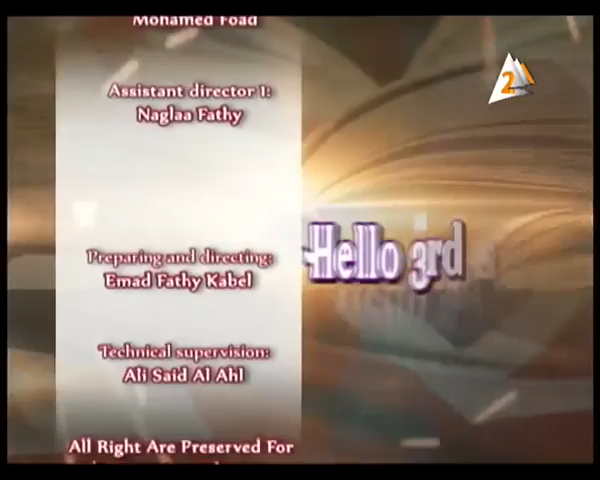 Mohamed Foad
Assistant director 1:
Naglaa Fathy
Preparing and directing:
Emad Fathy Kabel
Technical supervision:
Ali Said Al Ahl
All Right Are Preserved For
Hello 3rd
2